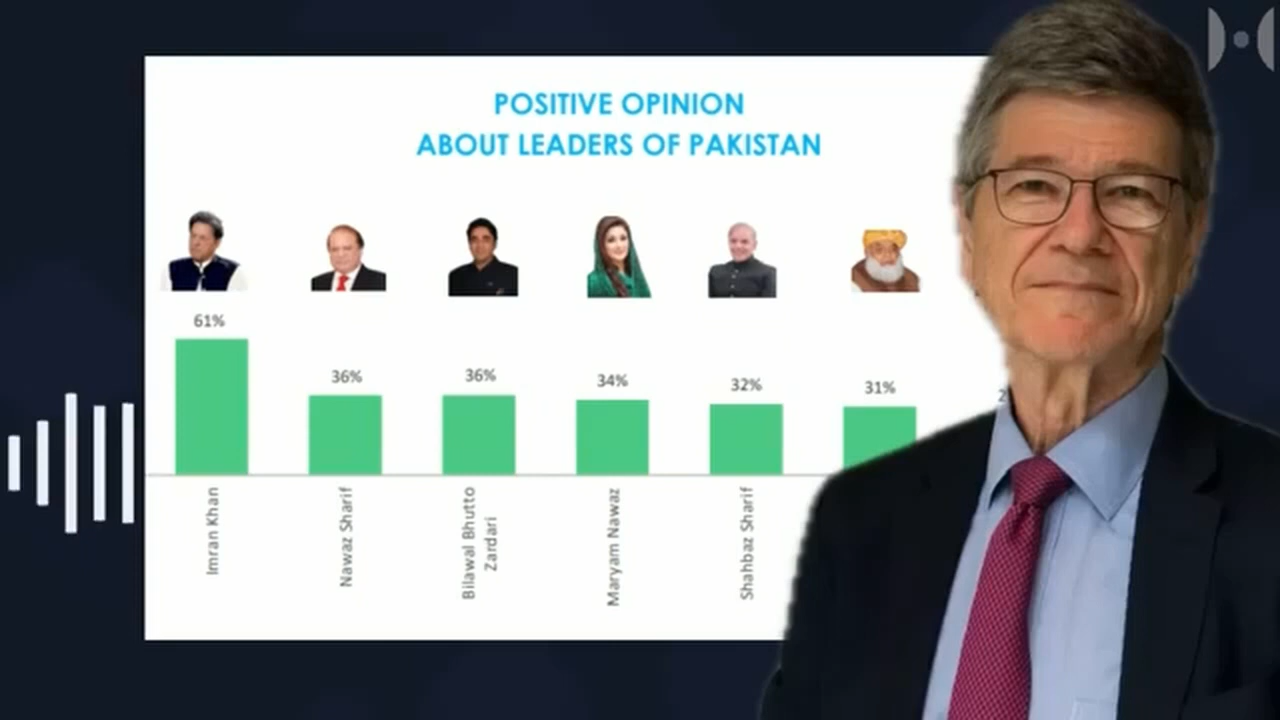 POSITIVE OPINION
ABOUT LEADERS OF PAKISTAN
61%
36%
36%
34%
32%
31%
Imran Khan
Nawaz Sharif
Bilawal Bhutto
Zardari
Maryam Nawaz
Shahbaz Sharif